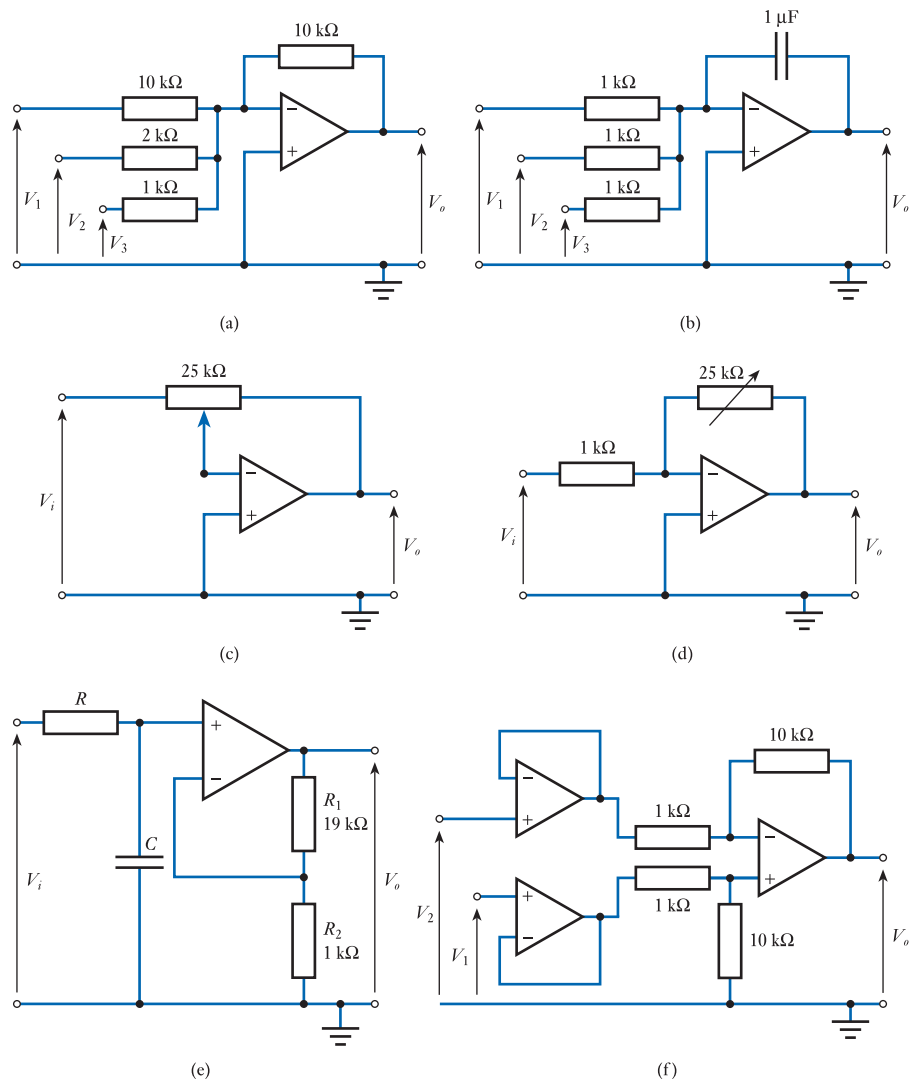 10 kΩ
10 kΩ
2 kΩ
1 kΩ
−
+
V1
V2
V3
Vo
(a)
1 μF
1 kΩ
1 kΩ
1 kΩ
−
+
V1
V2
V3
Vo
(b)
25 kΩ
−
+
Vi
Vo
(c)
25 kΩ
1 kΩ
−
+
Vi
Vo
(d)
R
+
−
R1
19 kΩ
C
Vi
Vo
R2
1 kΩ
(e)
10 kΩ
−
+
1 kΩ
−
+
1 kΩ
+
−
V2
V1
10 kΩ
Vo
(f)